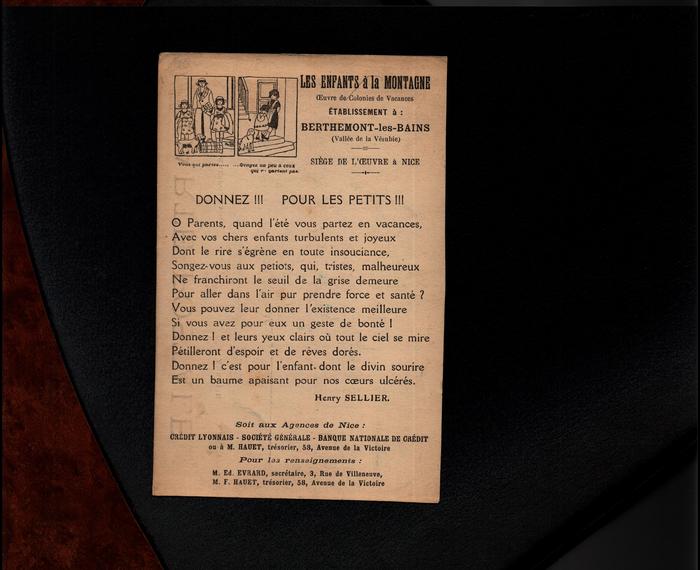 LES ENFANTS à la MONTAGNE
Œuvre de Colonies de Vacances
ÉTABLISSEMENT à :
BERTHEMONT-les-BAINS
(Vallée de la Vésubie)
SIÈGE DE L'ŒUVRE à NICE
Vous qui partez..... ...Songez un peu à ceux
qui ne partent pas.
DONNEZ !!! POUR LES PETITS !!!
O Parents, quand l'été vous partez en vacances,
Avec vos chers enfants turbulents et joyeux
Dont le rire s'égrène en toute insouciance,
Songez-vous aux petiots, qui, tristes, malheureux
Ne franchiront le seuil de la grise demeure
Pour aller dans l'air pur prendre force et santé ?
Vous pouvez leur donner l'existence meilleure
Si vous avez pour eux un geste de bonté !
Donnez ! et leurs yeux clairs où tout le ciel se mire
Pétilleront d'espoir et de rêves dorés.
Donnez ! c'est pour l'enfant dont le divin sourire
Est un baume apaisant pour nos cœurs ulcérés.
Henry SELLIER.
Soit aux Agences de Nice :
CRÉDIT LYONNAIS - SOCIÉTÉ GÉNÉRALE - BANQUE NATIONALE DE CRÉDIT
ou à M. HAUET, trésorier, 58, Avenue de la Victoire
Pour les renseignements :
M. Ed. EVRARD, secrétaire, 3, Rue de Villeneuve,
M. F. HAUET, trésorier, 58, Avenue de la Victoire